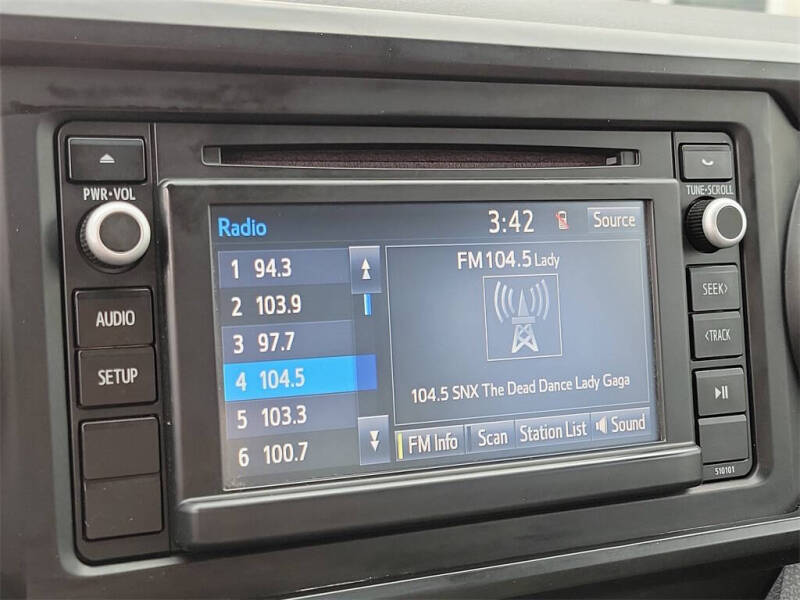 PWR•VOL
AUDIO
SETUP
Radio
3:42
Source
1 94.3
2 103.9
3 97.7
4 104.5
5 103.3
6 100.7
FM 104.5 Lady
104.5 SNX The Dead Dance Lady Gaga
FM Info
Scan
Station List
Sound
TUNE•SCROLL
SEEK>
<TRACK
510101